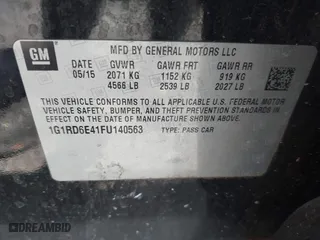 GM
MFD BY GENERAL MOTORS LLC
DATE GVWR GAWR FRT GAWR RR
05/15 2071 KG 1152 KG 919 KG
4566 LB 2539 LB 2027 LB
THIS VEHICLE CONFORMS TO ALL APPLICABLE U.S. FEDERAL MOTOR
VEHICLE SAFETY, BUMPER, AND THEFT PREVENTION STANDARDS IN
EFFECT ON THE DATE OF MANUFACTURE SHOWN ABOVE.
1G1RD6E41FU140563 TYPE: PASS CAR